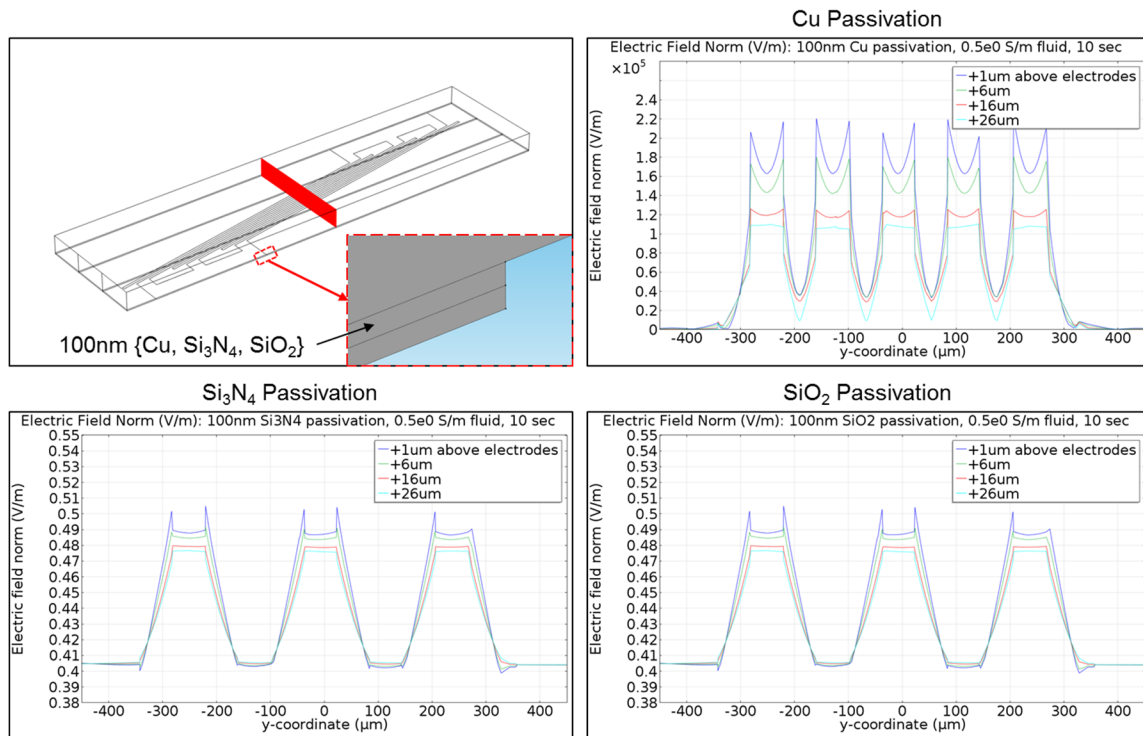 Cu Passivation
100nm {Cu, Si₃N₄, SiO₂}
Electric Field Norm (V/m): 100nm Cu passivation, 0.5e0 S/m fluid, 10 sec
×10⁵
+1um above electrodes
+6um
+16um
+26um
2.6
2.4
2.2
2
1.8
1.6
1.4
1.2
1
0.8
0.6
0.4
0.2
0
Electric field norm (V/m)
-400 -300 -200 -100 0 100 200 300 400
y-coordinate (µm)
Si₃N₄ Passivation
Electric Field Norm (V/m): 100nm Si3N4 passivation, 0.5e0 S/m fluid, 10 sec
+1um above electrodes
+6um
+16um
+26um
0.55
0.54
0.53
0.52
0.51
0.5
0.49
0.48
0.47
0.46
0.45
0.44
0.43
0.42
0.41
0.4
0.39
0.38
Electric field norm (V/m)
-400 -300 -200 -100 0 100 200 300 400
y-coordinate (µm)
SiO₂ Passivation
Electric Field Norm (V/m): 100nm SiO2 passivation, 0.5e0 S/m fluid, 10 sec
+1um above electrodes
+6um
+16um
+26um
0.55
0.54
0.53
0.52
0.51
0.5
0.49
0.48
0.47
0.46
0.45
0.44
0.43
0.42
0.41
0.4
0.39
0.38
Electric field norm (V/m)
-400 -300 -200 -100 0 100 200 300 400
y-coordinate (µm)